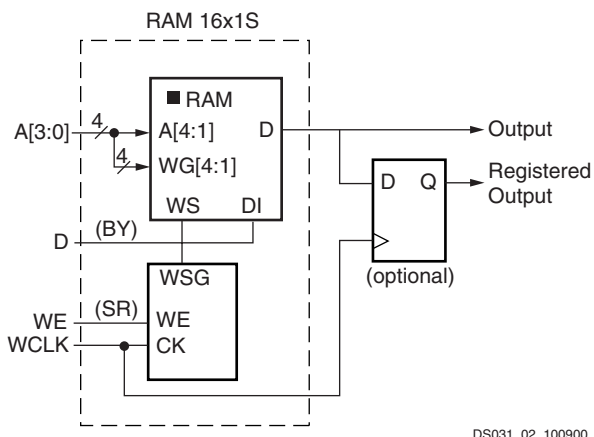 RAM 16x1S
RAM
A[3:0]
4
A[4:1]
D
Output
4
WG[4:1]
D
Q
Registered
Output
WS
DI
D
(BY)
WSG
(optional)
WE
(SR)
WE
WCLK
CK
DS031_02_100900